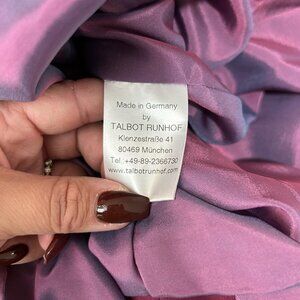 Made in Germany
by
TALBOT RUNHOF
Klenzestraße 41
80469 München
Tel.+49-89-2366730
www.talbotrunhof.com